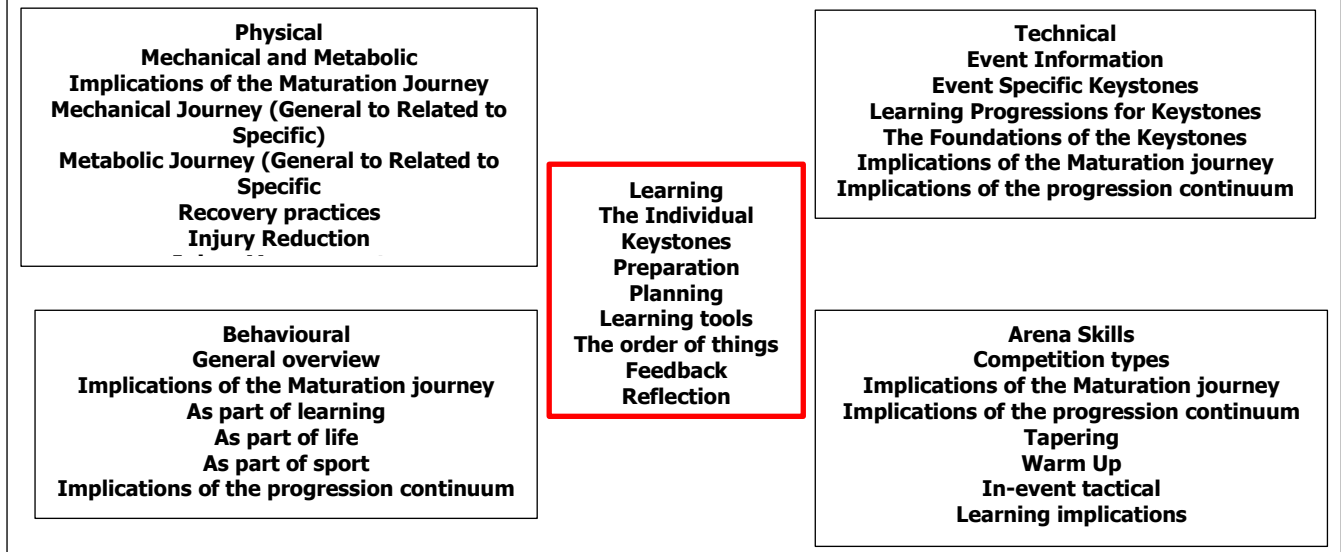 Physical
Mechanical and Metabolic
Implications of the Maturation Journey
Mechanical Journey (General to Related to
Specific)
Metabolic Journey (General to Related to
Specific
Recovery practices
Injury Reduction
Technical
Event Information
Event Specific Keystones
Learning Progressions for Keystones
The Foundations of the Keystones
Implications of the Maturation journey
Implications of the progression continuum
Learning
The Individual
Keystones
Preparation
Planning
Learning tools
The order of things
Feedback
Reflection
Behavioural
General overview
Implications of the Maturation journey
As part of learning
As part of life
As part of sport
Implications of the progression continuum
Arena Skills
Competition types
Implications of the Maturation journey
Implications of the progression continuum
Tapering
Warm Up
In-event tactical
Learning implications